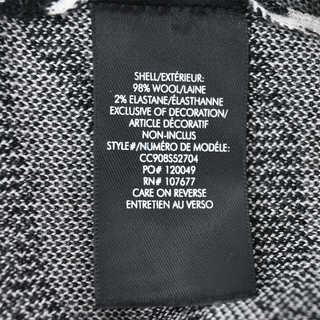 SHELL/EXTÉRIEUR:
98% WOOL/LAINE
2% ELASTANE/ÉLASTHANNE
EXCLUSIVE OF DECORATION/
ARTICLE DÉCORATIF
NON-INCLUS
STYLE#/NUMÉRO DE MODÈLE:
CC908S52704
PO# 120049
RN# 107677
CARE ON REVERSE
ENTRETIEN AU VERSO